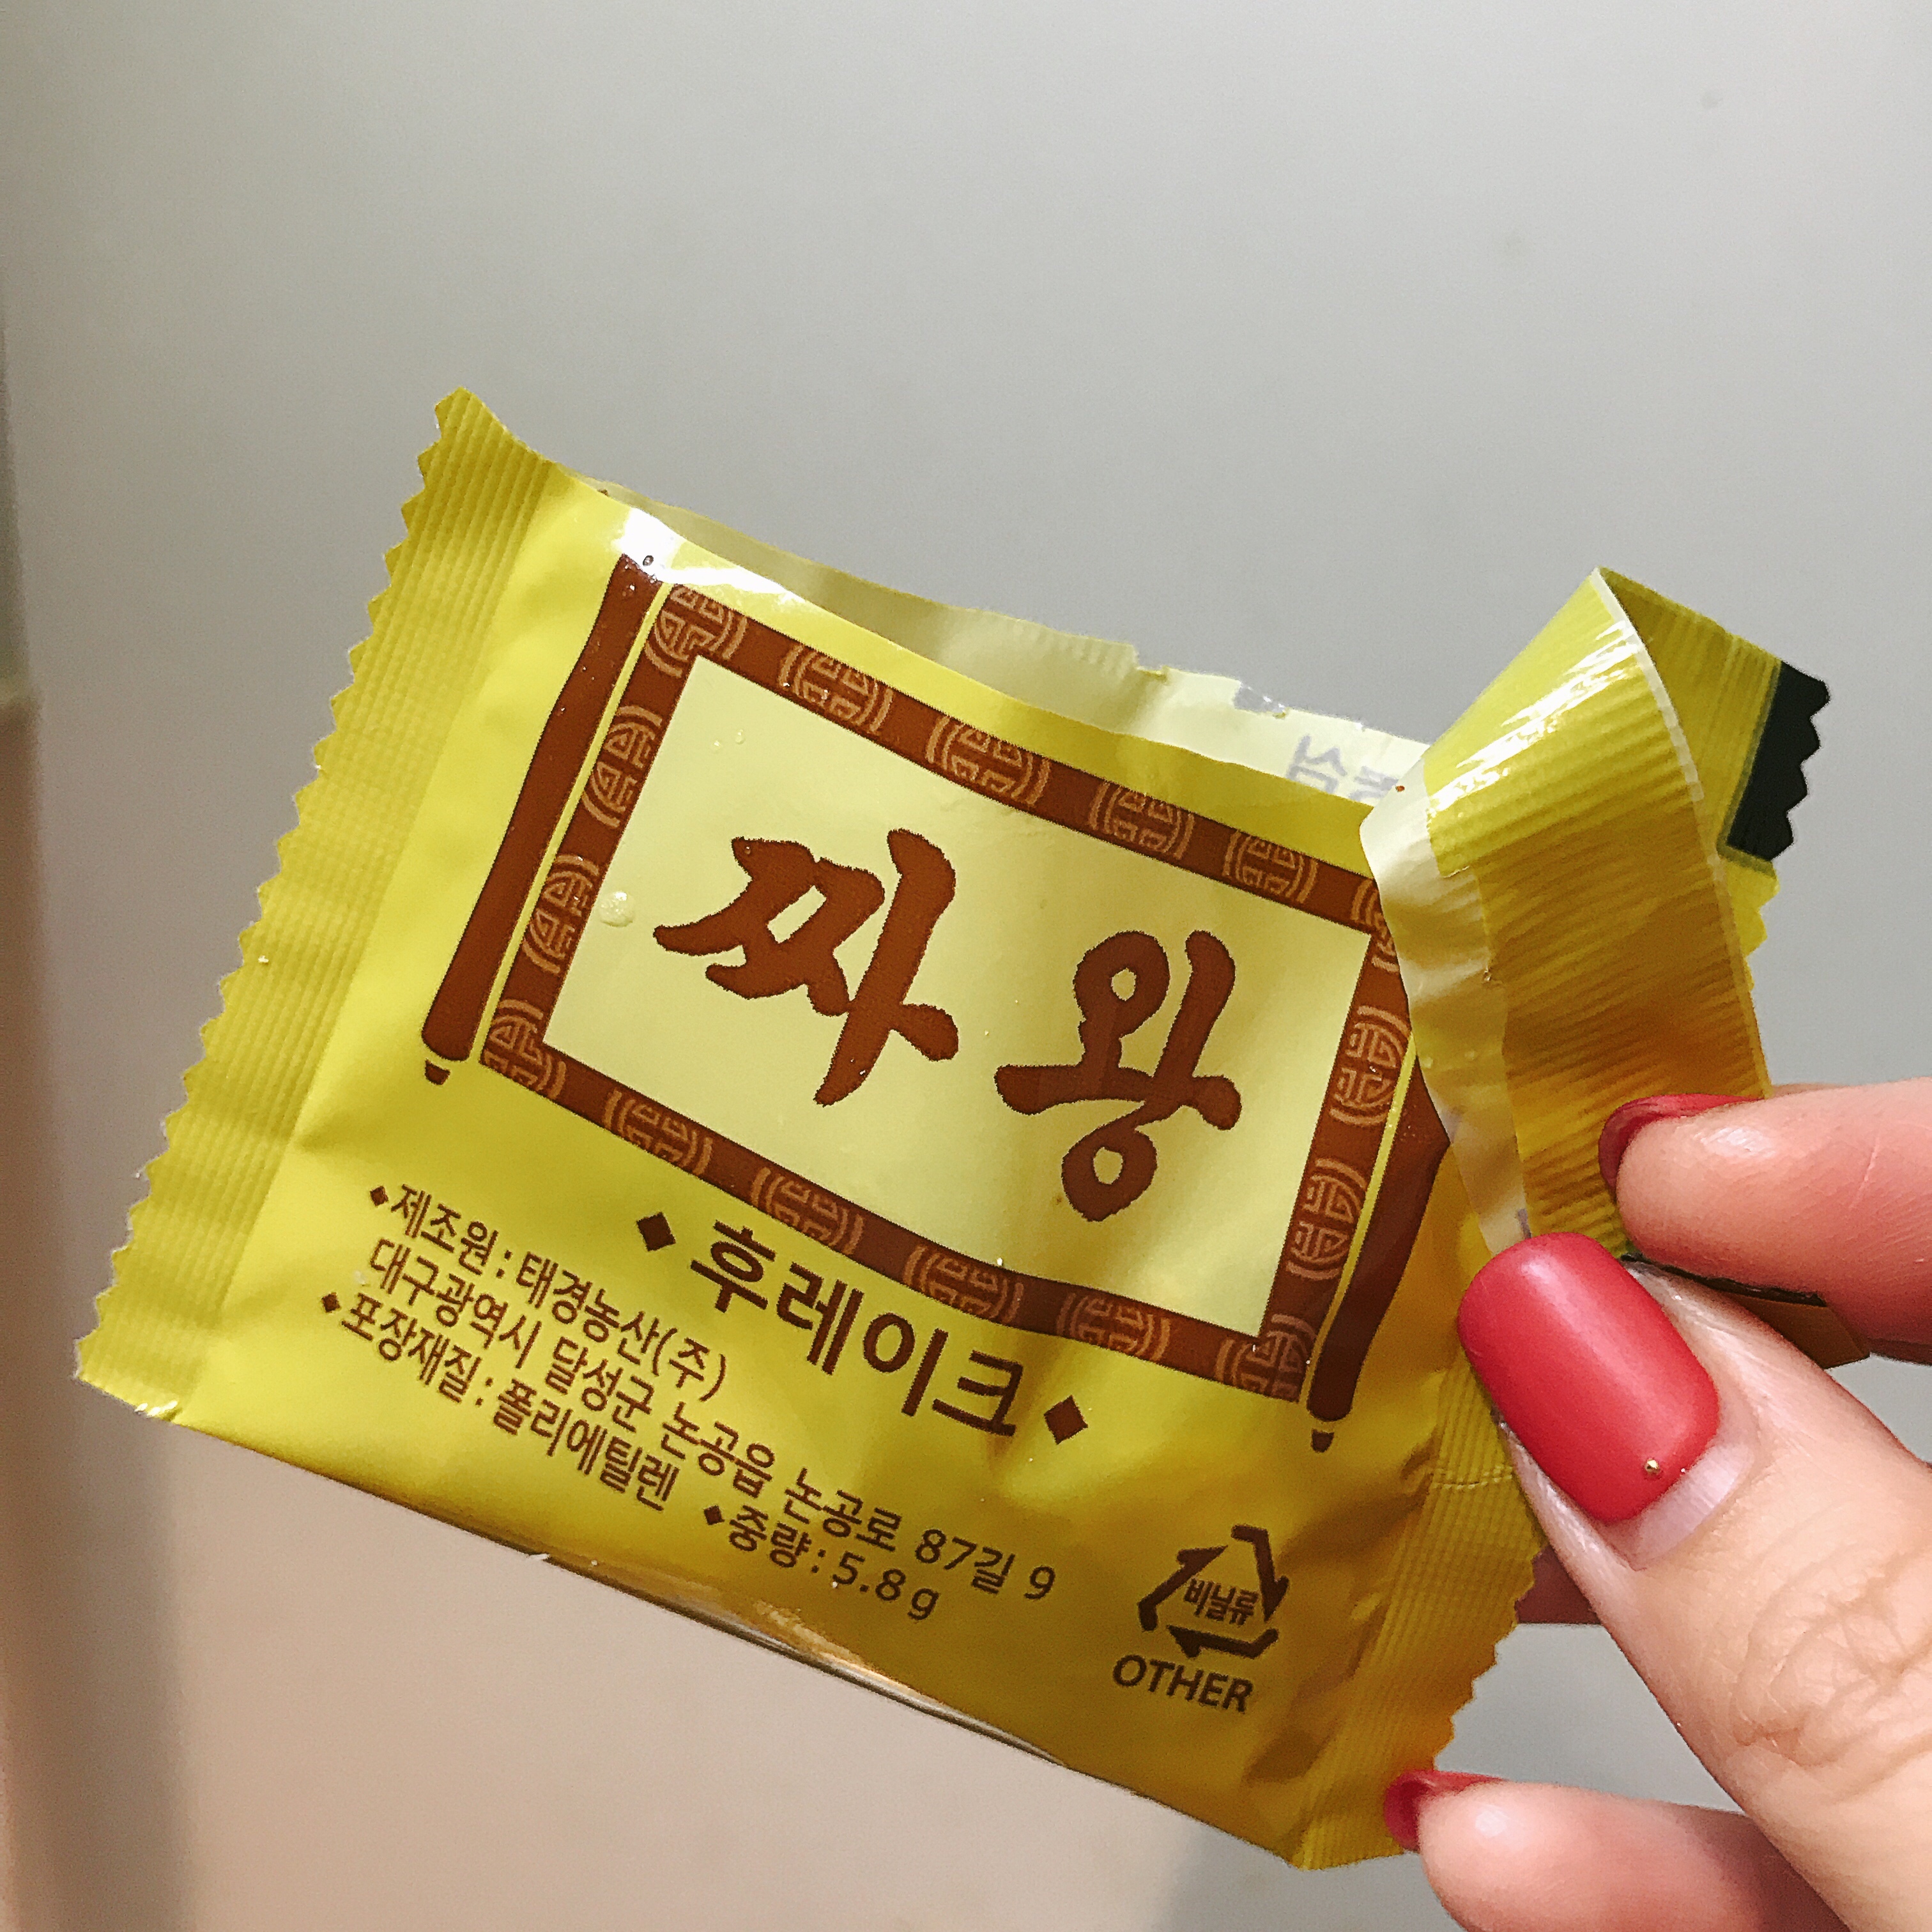 짜왕
◆ 후레이크 ◆
◆제조원 : 태경농산(주)
대구광역시 달성군 논공읍 논공로 87길 9
◆포장재질 : 폴리에틸렌 ◆중량 : 5.8g
비닐류
OTHER